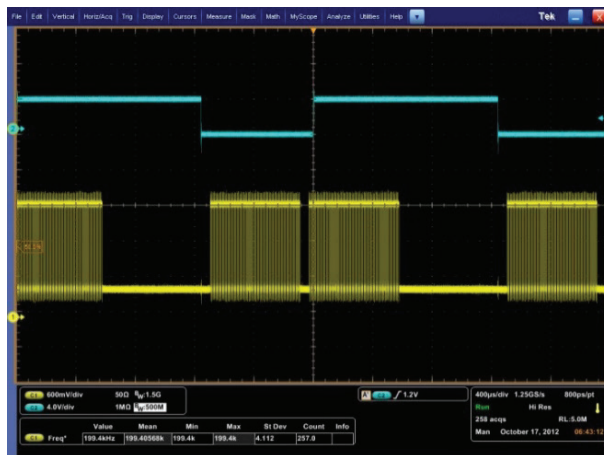 File Edit Vertical Horiz/Acq Trig Display Cursors Measure Mask Math MyScope Analyze Utilities Help Tek
C1 600mV/div 50Ω BW:1.5G
C2 4.0V/div 1MΩ BW:500M
A' C2 1.2V
400µs/div 1.25GS/s 800ps/pt
Run Hi Res
258 acqs RL:5.0M
Man October 17, 2012 06:43:12
Value Mean Min Max St Dev Count Info
C1 Freq* 199.4kHz 199.40568k 199.4k 199.4k 4.112 257.0